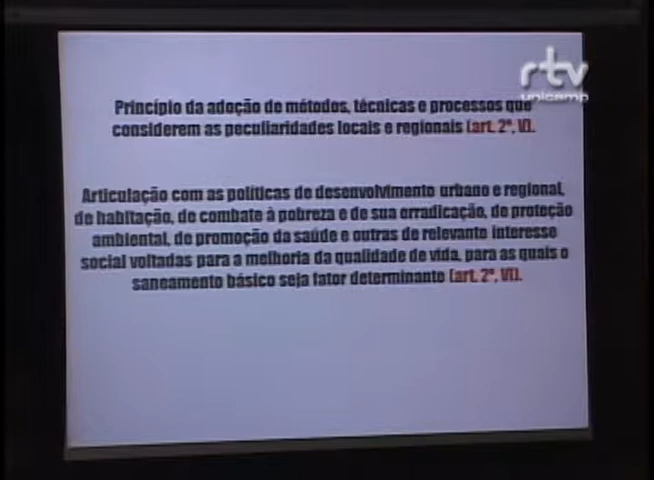 rtv
unicamp
Princípio da adoção de métodos, técnicas e processos que
considerem as peculiaridades locais e regionais (art. 2º, V).
Articulação com as políticas de desenvolvimento urbano e regional,
de habitação, de combate à pobreza e de sua erradicação, de proteção
ambiental, de promoção da saúde e outras de relevante interesse
social voltadas para a melhoria da qualidade de vida, para as quais o
saneamento básico seja fator determinante (art. 2º, VI).